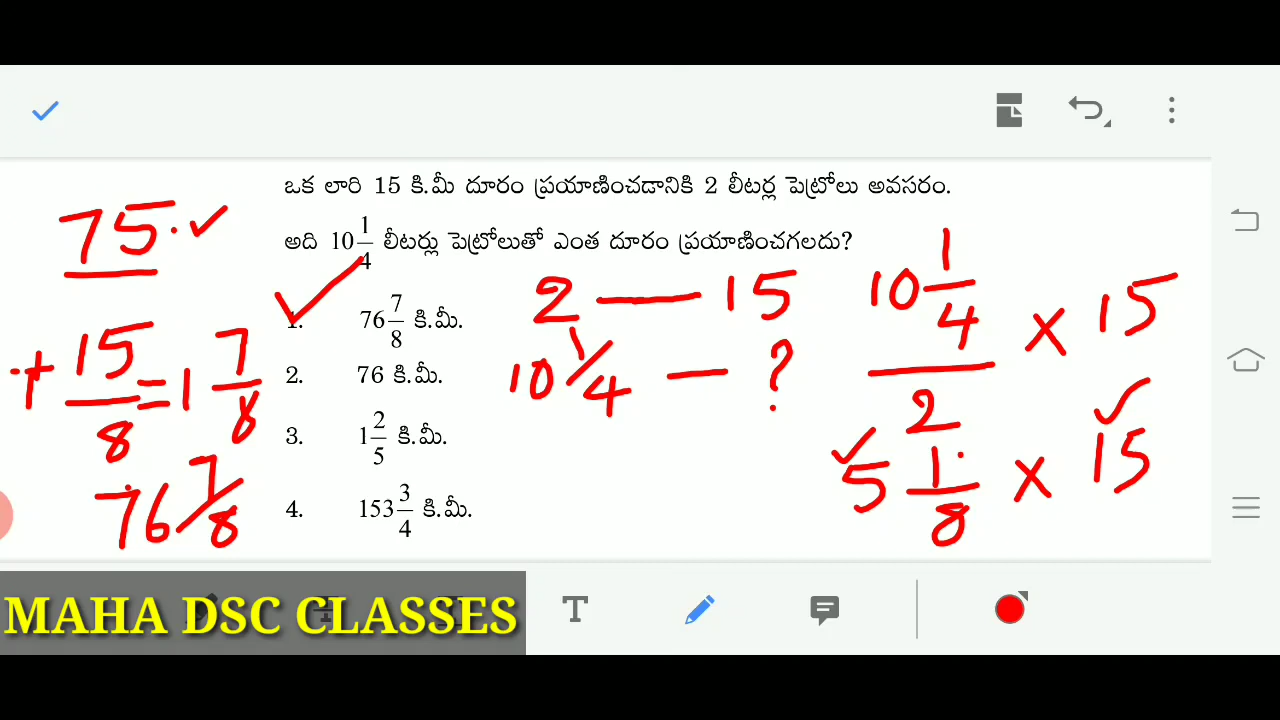 ఒక లారి 15 కి.మీ దూరం ప్రయాణించడానికి 2 లీటర్ల పెట్రోలు అవసరం.
అది 10 1/4 లీటర్లు పెట్రోలుతో ఎంత దూరం ప్రయాణించగలదు?
1. 76 7/8 కి.మీ.
2. 76 కి.మీ.
3. 1 2/5 కి.మీ.
4. 153 3/4 కి.మీ.
75.
+ 15/8 = 1 7/8
76 7/8
2 — 15
10 1/4 — ?
10 1/4 / 2 × 15
5 1/8 × 15
MAHA DSC CLASSES
T